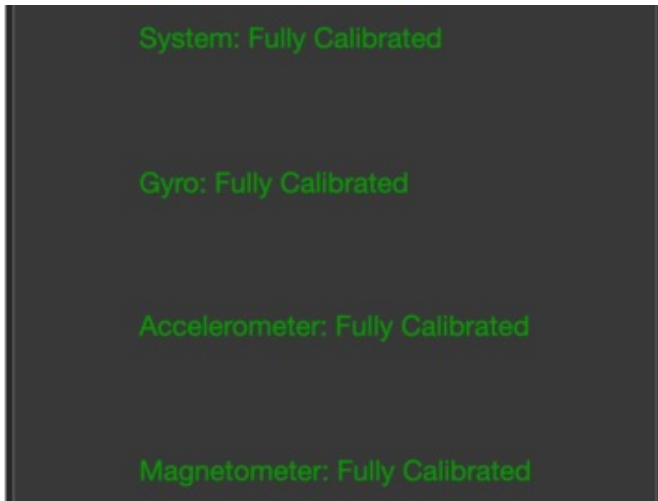 System: Fully Calibrated
Gyro: Fully Calibrated
Accelerometer: Fully Calibrated
Magnetometer: Fully Calibrated